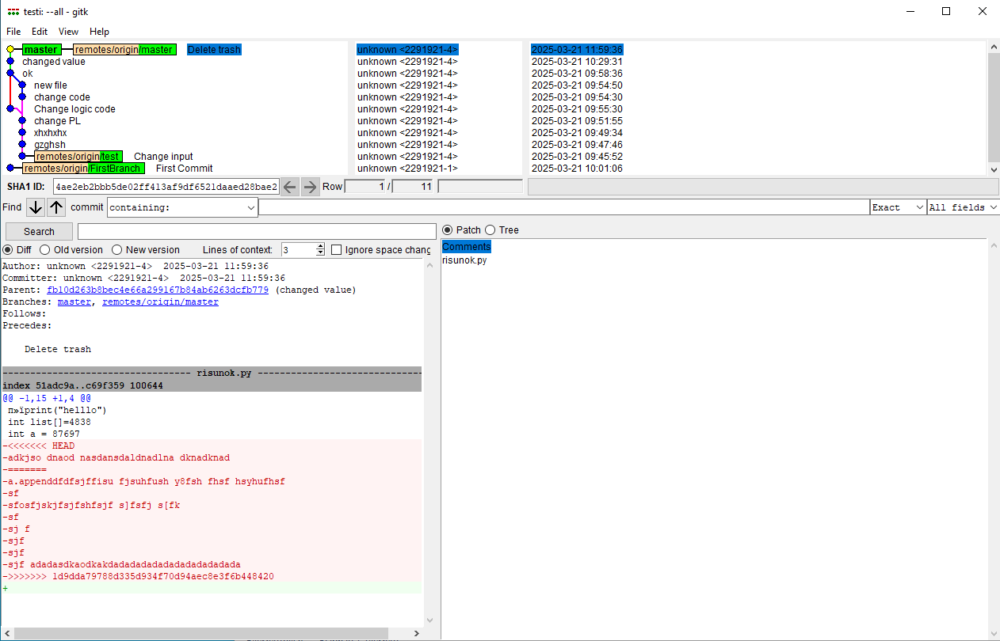 testi: --all - gitk
File Edit View Help
master remotes/origin/master Delete trash unknown <2291921-4> 2025-03-21 11:59:36
changed value unknown <2291921-4> 2025-03-21 10:29:31
ok unknown <2291921-4> 2025-03-21 09:58:36
new file unknown <2291921-4> 2025-03-21 09:54:50
change code unknown <2291921-4> 2025-03-21 09:54:30
Change logic code unknown <2291921-4> 2025-03-21 09:55:30
change PL unknown <2291921-4> 2025-03-21 09:51:55
xhxhxhx unknown <2291921-4> 2025-03-21 09:49:34
gzghsh unknown <2291921-4> 2025-03-21 09:47:46
remotes/origin/test Change input unknown <2291921-4> 2025-03-21 09:45:52
remotes/origin/FirstBranch First Commit unknown <2291921-1> 2025-03-21 10:01:06
SHA1 ID: 4ae2eb2bbb5de02ff413af9df6521daaed28bae2 Row 1 / 11
Find commit containing: Exact All fields
Search
Patch Tree
Diff Old version New version Lines of context: 3 Ignore space chang
Comments
risunok.py
Author: unknown <2291921-4> 2025-03-21 11:59:36
Committer: unknown <2291921-4> 2025-03-21 11:59:36
Parent: fb10d263b8bec4e66a299167b84ab6263dcfb779 (changed value)
Branches: master, remotes/origin/master
Follows:
Precedes:
Delete trash
---------------------------------- risunok.py ------------------------------
index 51adc9a..c69f359 100644
@@ -1,15 +1,4 @@
п»їprint("helllo")
int list[]=4838
int a = 87697
-<<<<<<< HEAD
-adkjso dnaod nasdansdaldnadlna dknadknad
-=======
-a.appenddfdfsjffisu fjsuhfush y8fsh fhsf hsyhufhsf
-sf
-sfosfjskjfsjfshfsjf s]fsfj s[fk
-sf
-sj f
-sjf
-sjf
-sjf adadasdkaodkakdadadadadadadadadadadada
->>>>>>> 1d9dda79788d335d934f70d94aec8e3f6b448420
+